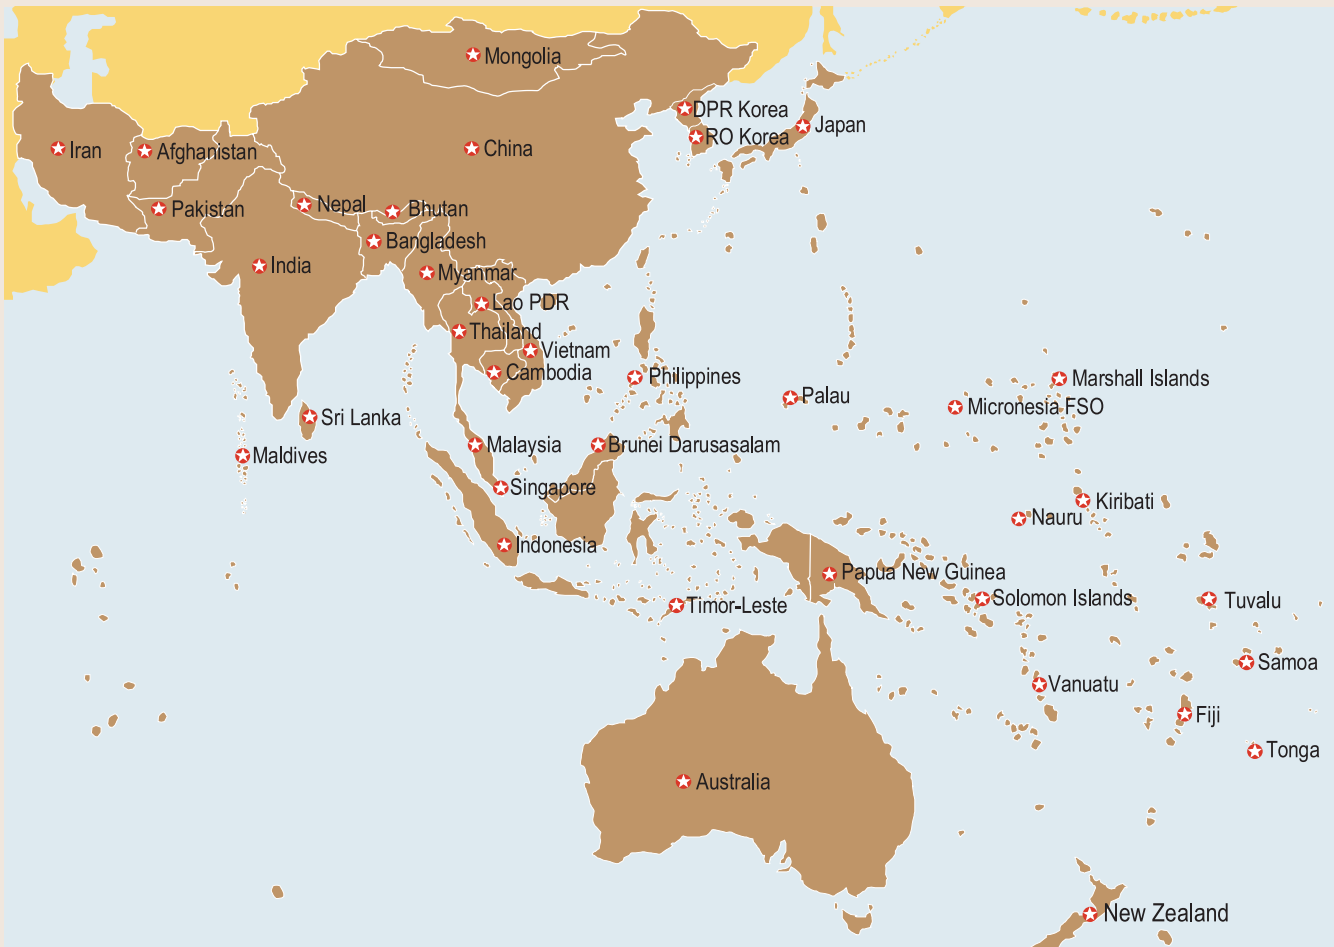 Mongolia
DPR Korea
RO Korea
Japan
Iran
Afghanistan
China
Pakistan
Nepal
Bhutan
Bangladesh
India
Myanmar
Lao PDR
Thailand
Vietnam
Cambodia
Philippines
Palau
Marshall Islands
Micronesia FSO
Sri Lanka
Maldives
Malaysia
Brunei Darusasalam
Singapore
Kiribati
Nauru
Indonesia
Papua New Guinea
Timor-Leste
Solomon Islands
Tuvalu
Samoa
Vanuatu
Fiji
Tonga
Australia
New Zealand